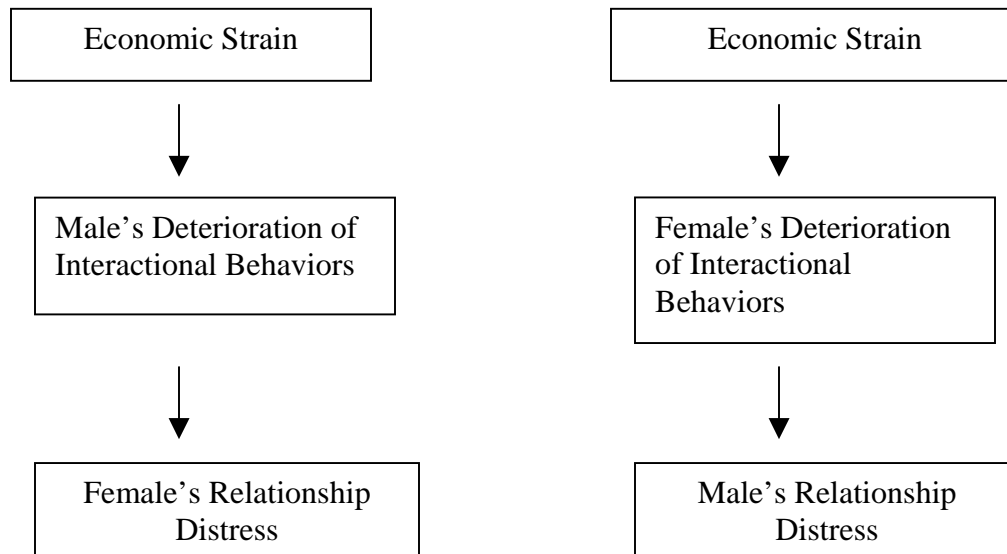 Economic Strain
Male’s Deterioration of
Interactional Behaviors
Female’s Relationship
Distress
Economic Strain
Female’s Deterioration
of Interactional
Behaviors
Male’s Relationship
Distress